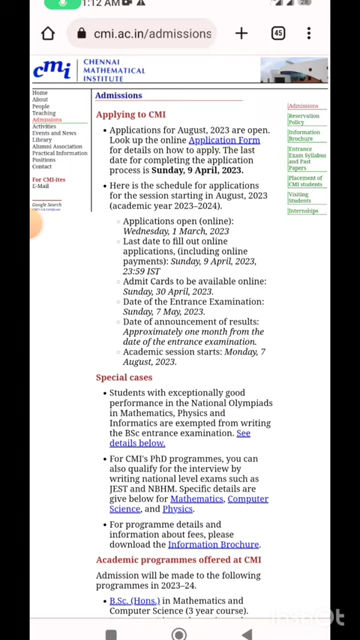 1:12 AM
cmi.ac.in/admissions
45
cmi
CHENNAI
MATHEMATICAL
INSTITUTE
Home
About
People
Teaching
Admissions
Activities
Events and News
Library
Alumni Association
Practical Information
Positions
Contact
For CMI-ites
E-Mail
Google Search
Admissions
Applying to CMI
• Applications for August, 2023 are open.
Look up the online Application Form
for details on how to apply. The last
date for completing the application
process is Sunday, 9 April, 2023.
• Here is the schedule for applications
for the session starting in August, 2023
(academic year 2023–2024).
Applications open (online):
Wednesday, 1 March, 2023
Last date to fill out online
applications, (including online
payments): Sunday, 9 April, 2023,
23:59 IST
Admit Cards to be available online:
Sunday, 30 April, 2023.
Date of the Entrance Examination:
Sunday, 7 May, 2023.
Date of announcement of results:
Approximately one month from the
date of the entrance examination.
Academic session starts: Monday, 7
August, 2023.
Special cases
• Students with exceptionally good
performance in the National Olympiads
in Mathematics, Physics and
Informatics are exempted from writing
the BSc entrance examination. See
details below.
• For CMI's PhD programmes, you can
also qualify for the interview by
writing national level exams such as
JEST and NBHM. Specific details are
give below for Mathematics, Computer
Science, and Physics.
• For programme details and
information about fees, please
download the Information Brochure.
Academic programmes offered at CMI
Admission will be made to the following
programmes in 2023–24.
• B.Sc. (Hons.) in Mathematics and
Computer Science (3 year course).
Admissions
Reservation
Policy
Information
Brochure
Entrance
Exam Syllabus
and Past
Papers
Placement of
CMI students
Visiting
Students
Internships